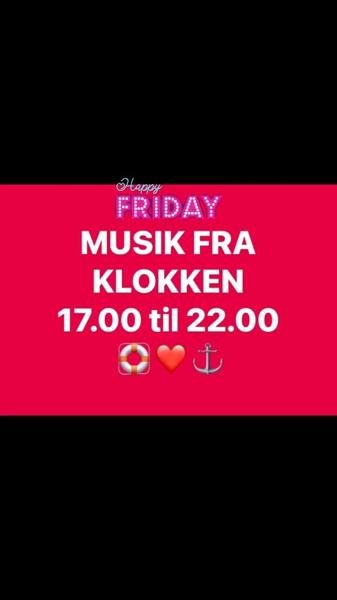 Happy
FRIDAY
MUSIK FRA
KLOKKEN
17.00 til 22.00